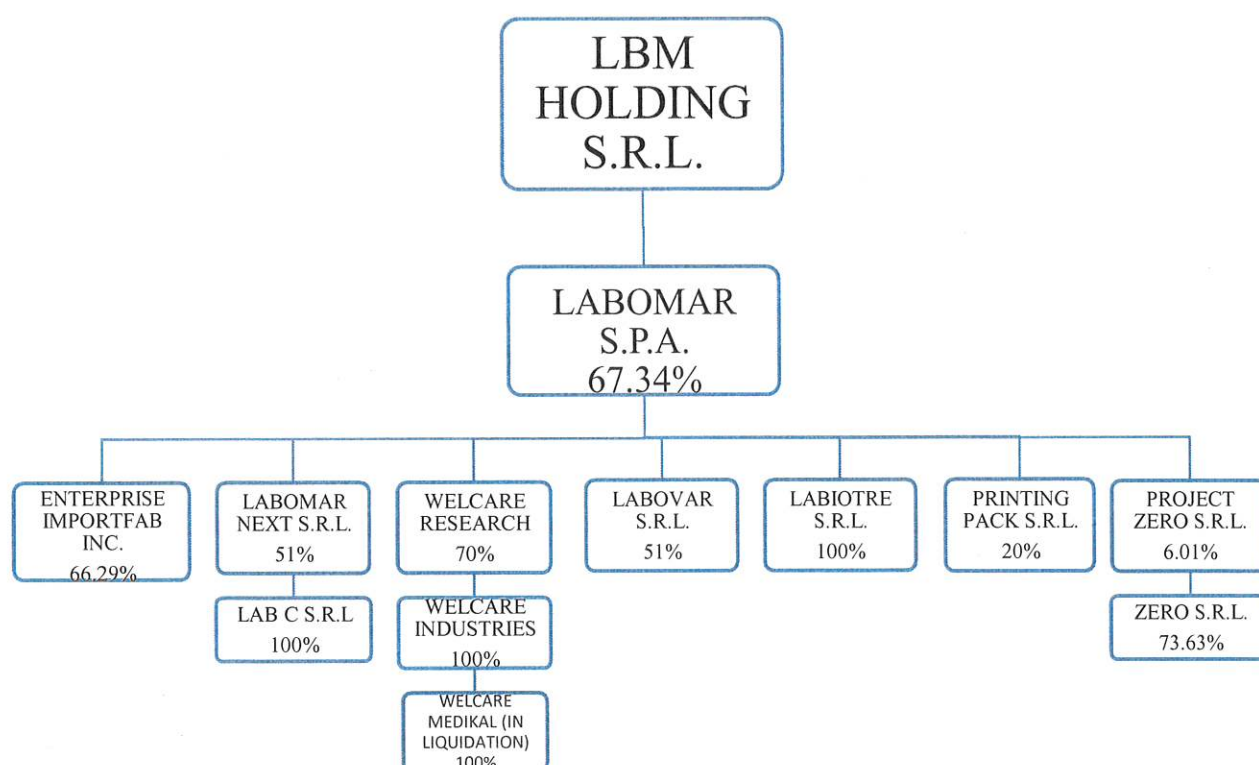 LBM
HOLDING
S.R.L.
LABOMAR
S.P.A.
67.34%
ENTERPRISE
IMPORTFAB
INC.
66.29%
LABOMAR
NEXT S.R.L.
51%
WELCARE
RESEARCH
70%
LABOVAR
S.R.L.
51%
LABIOTRE
S.R.L.
100%
PRINTING
PACK S.R.L.
20%
PROJECT
ZERO S.R.L.
6.01%
LAB C S.R.L
100%
WELCARE
INDUSTRIES
100%
ZERO S.R.L.
73.63%
WELCARE
MEDIKAL (IN
LIQUIDATION)
100%